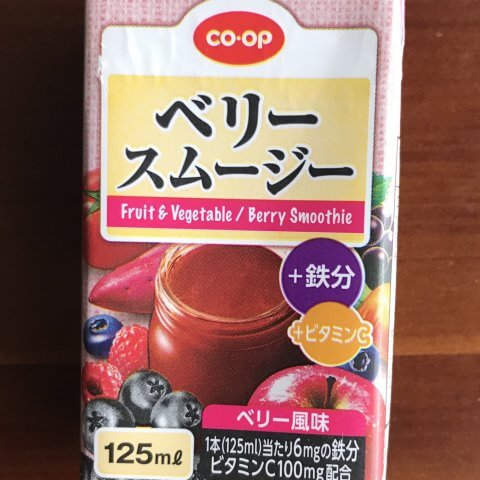 CO·OP
ベリー
スムージー
Fruit & Vegetable / Berry Smoothie
+鉄分
+ビタミンC
ベリー風味
125mℓ
1本(125ml)当たり6mgの鉄分
ビタミンC100mg配合